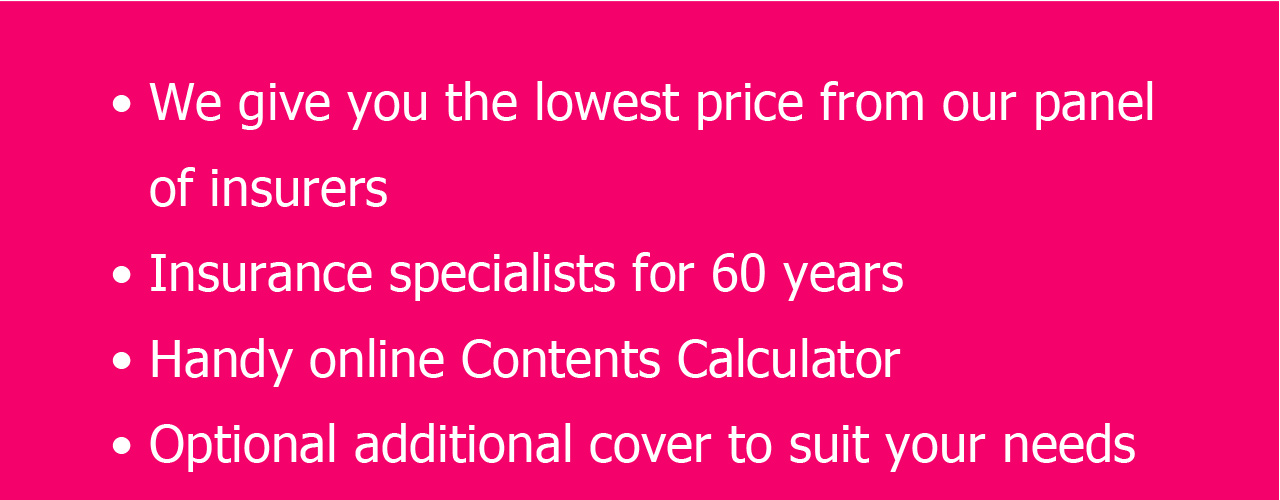 • We give you the lowest price from our panel
of insurers
• Insurance specialists for 60 years
• Handy online Contents Calculator
• Optional additional cover to suit your needs